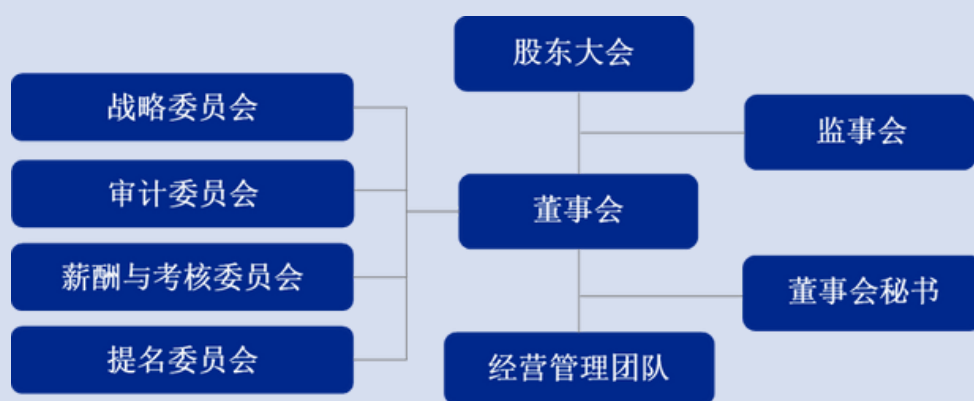 股东大会
监事会
董事会
董事会秘书
经营管理团队
战略委员会
审计委员会
薪酬与考核委员会
提名委员会